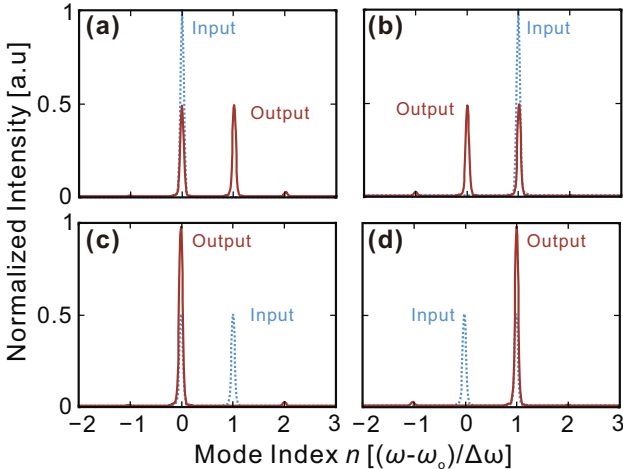 Normalized Intensity [a.u]
1
0.5
0
(a)
Input
Output
(b)
Input
Output
1
0.5
0
(c)
Output
Input
(d)
Output
Input
−2 −1 0 1 2 3
−2 −1 0 1 2 3
Mode Index n [(ω-ωo)/Δω]